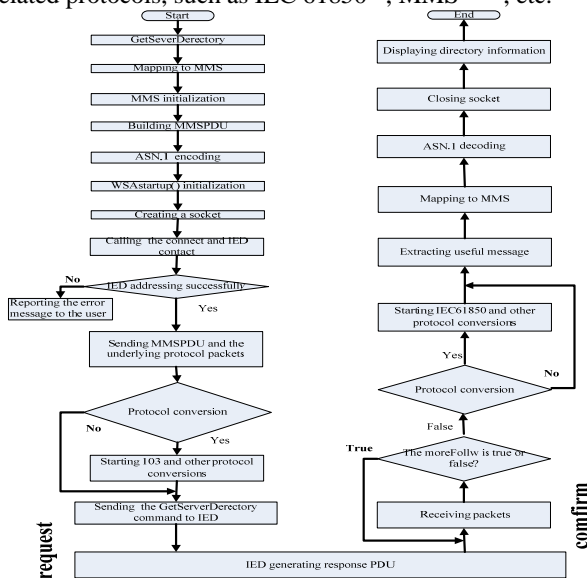 elated protocols, such as IEC 61850 , MMS , etc.
Start
GetSeverDerectory
Mapping to MMS
MMS initialization
Building MMSPDU
ASN.1 encoding
WSAstartup() initialization
Creating a socket
Calling the connect and IED
contact
IED addressing successfully
No
Reporting the error
message to the user
Yes
Sending MMSPDU and the
underlying protocol packets
Protocol conversion
No
Yes
Starting 103 and other protocol
conversions
Sending the GetServerDerectory
command to IED
request
IED generating response PDU
comfirm
Receiving packets
The moreFollw is true or
false?
True
False
Protocol conversion
No
Yes
Starting IEC61850 and other
protocol conversions
Extracting useful message
Mapping to MMS
ASN.1 decoding
Closing socket
Displaying directory information
End